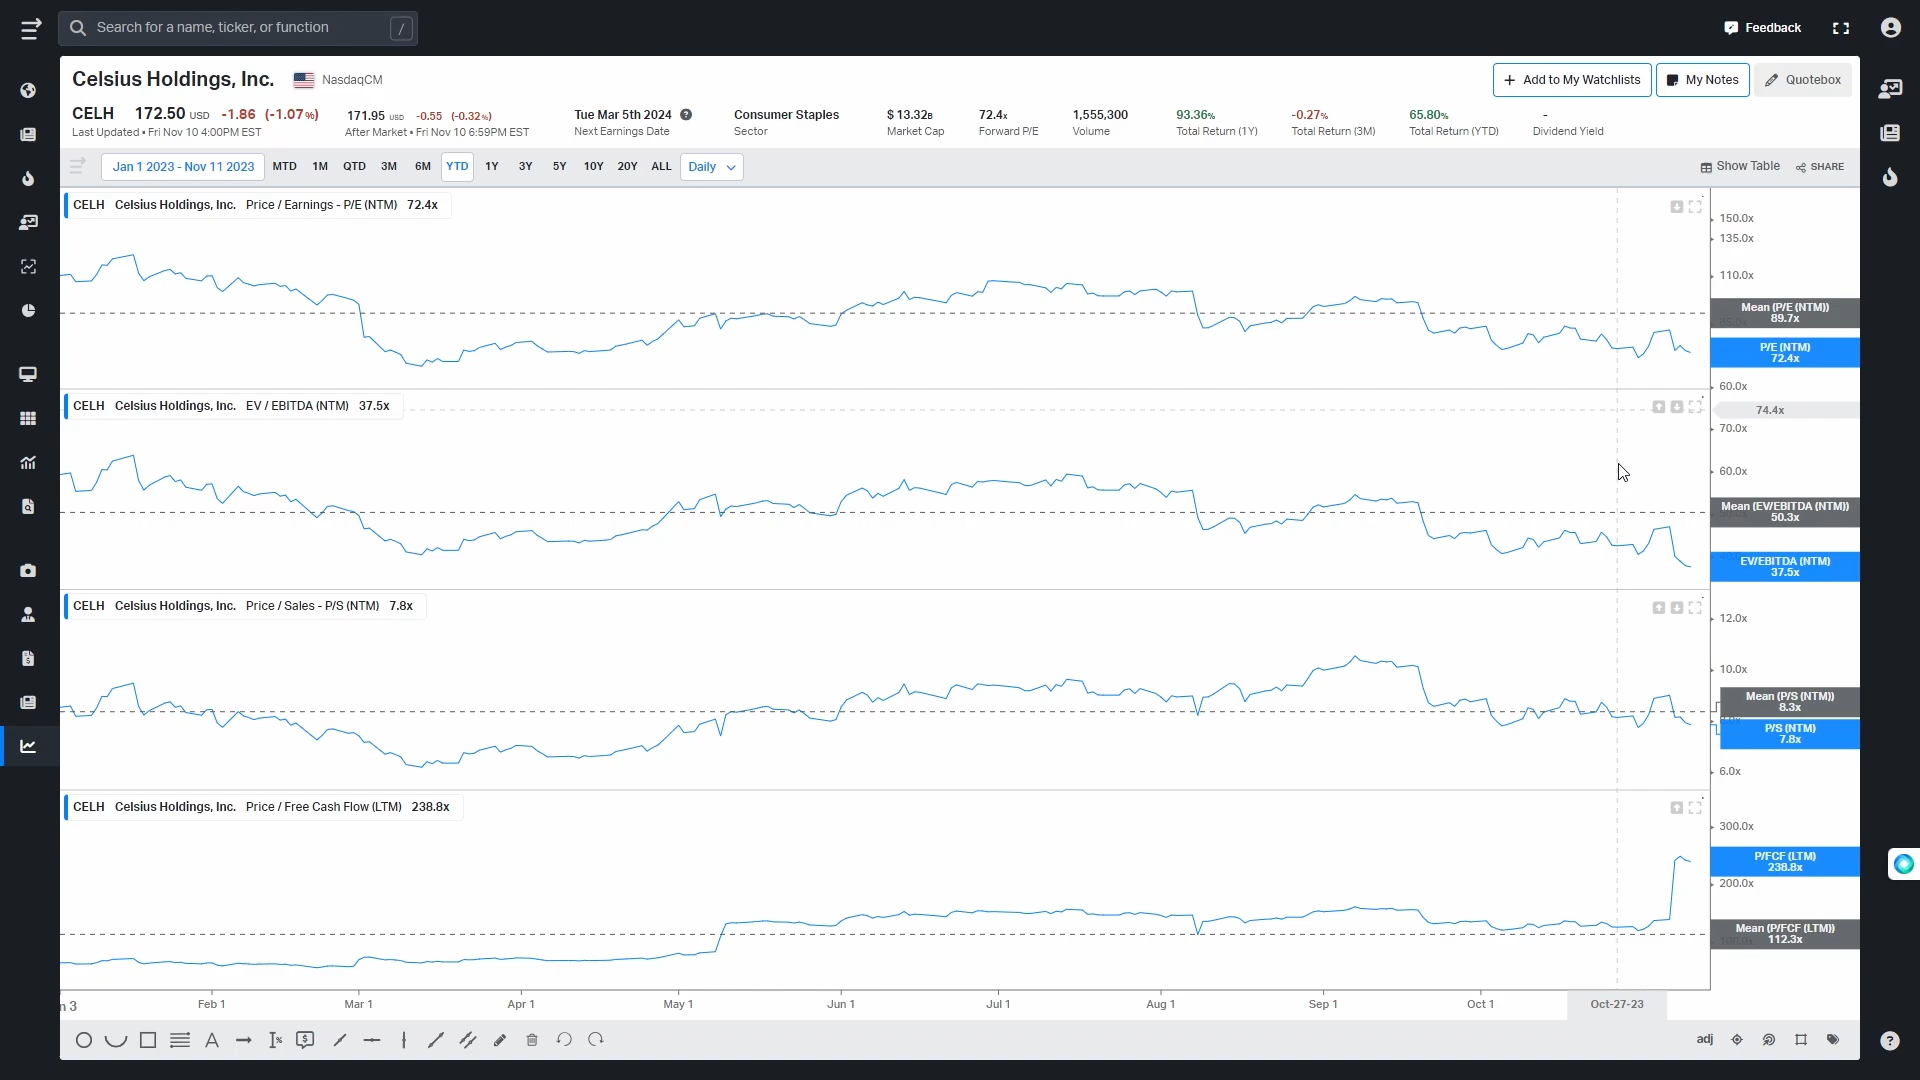 Search for a name, ticker, or function /
Feedback
Celsius Holdings, Inc. NasdaqCM
Add to My Watchlists My Notes Quotebox
CELH 172.50 USD -1.86 (-1.07%) 171.95 USD -0.55 (-0.32%) Tue Mar 5th 2024 ? Consumer Staples $ 13.32B 72.4x 1,555,300 93.36% -0.27% 65.80% -
Last Updated • Fri Nov 10 4:00PM EST After Market • Fri Nov 10 6:59PM EST Next Earnings Date Sector Market Cap Forward P/E Volume Total Return (1Y) Total Return (3M) Total Return (YTD) Dividend Yield
Jan 1 2023 - Nov 11 2023 MTD 1M QTD 3M 6M YTD 1Y 3Y 5Y 10Y 20Y ALL Daily Show Table SHARE
CELH Celsius Holdings, Inc. Price / Earnings - P/E (NTM) 72.4x
150.0x
135.0x
110.0x
Mean (P/E (NTM))
89.7x
P/E (NTM)
72.4x
60.0x
CELH Celsius Holdings, Inc. EV / EBITDA (NTM) 37.5x
74.4x
70.0x
60.0x
Mean (EV/EBITDA (NTM))
50.3x
EV/EBITDA (NTM)
37.5x
CELH Celsius Holdings, Inc. Price / Sales - P/S (NTM) 7.8x
12.0x
10.0x
Mean (P/S (NTM))
8.3x
P/S (NTM)
7.8x
6.0x
CELH Celsius Holdings, Inc. Price / Free Cash Flow (LTM) 238.8x
300.0x
P/FCF (LTM)
238.8x
200.0x
Mean (P/FCF (LTM))
112.3x
n 3 Feb 1 Mar 1 Apr 1 May 1 Jun 1 Jul 1 Aug 1 Sep 1 Oct 1 Oct-27-23
A adj ?